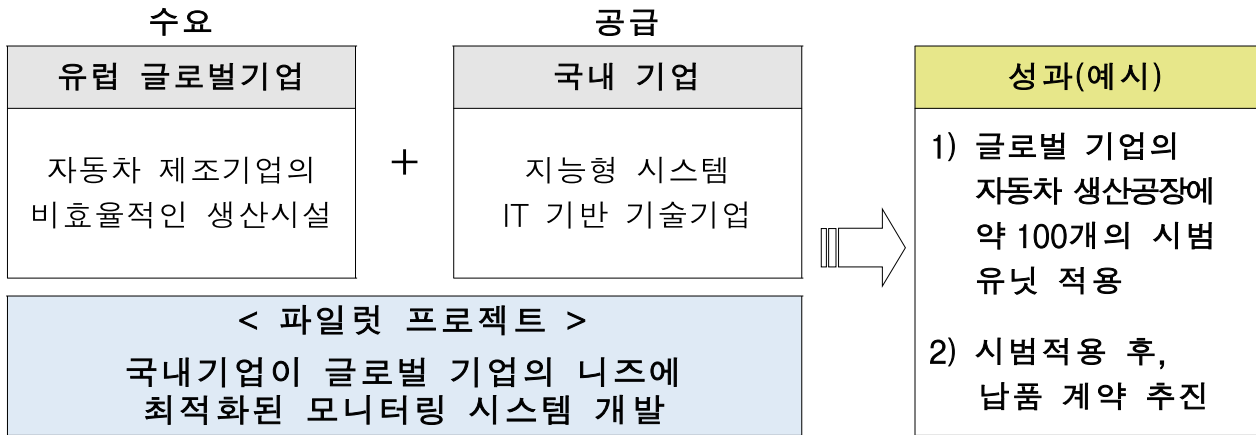 수요
유럽 글로벌기업
자동차 제조기업의
비효율적인 생산시설
+
공급
국내 기업
지능형 시스템
IT 기반 기술기업
< 파일럿 프로젝트 >
국내기업이 글로벌 기업의 니즈에
최적화된 모니터링 시스템 개발
성과(예시)
1) 글로벌 기업의
자동차 생산공장에
약 100개의 시범
유닛 적용
2) 시범적용 후,
납품 계약 추진